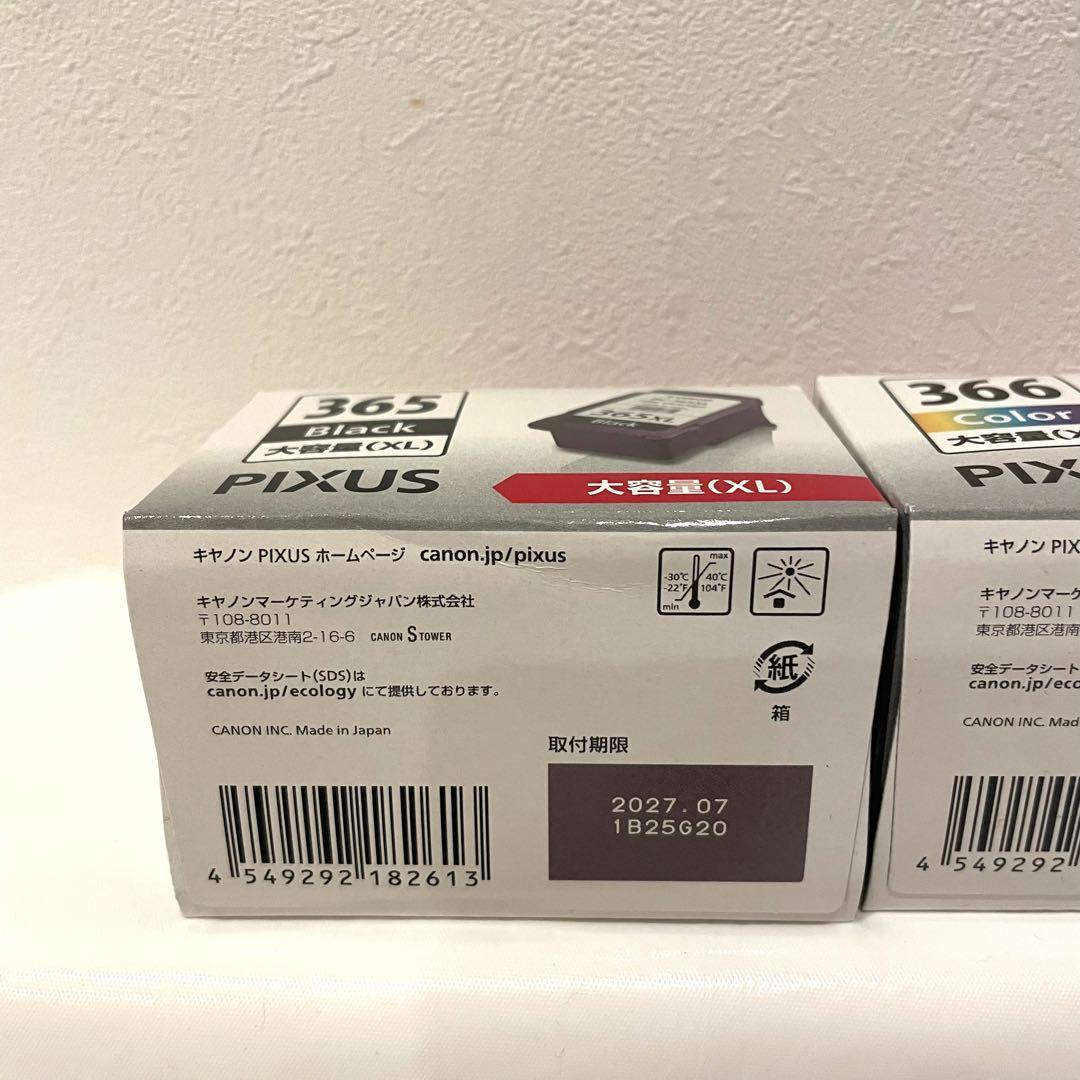 365
Black
大容量(XL)
PIXUS
365XL
Black
大容量(XL)
キヤノン PIXUS ホームページ canon.jp/pixus
キヤノンマーケティングジャパン株式会社
〒108-8011
東京都港区港南2-16-6 CANON S TOWER
安全データシート(SDS)は
canon.jp/ecology にて提供しております。
CANON INC. Made in Japan
max
-30℃ 40℃
-22°F 104°F
min
紙
箱
取付期限
2027.07
1B25G20
4 549292 182613
366
Color
大容量(
PIX
キヤノン PIX
キヤノンマーケ
〒108-8011
東京都港区港南
安全データシート
canon.jp/eco
CANON INC. Mad
4 549292